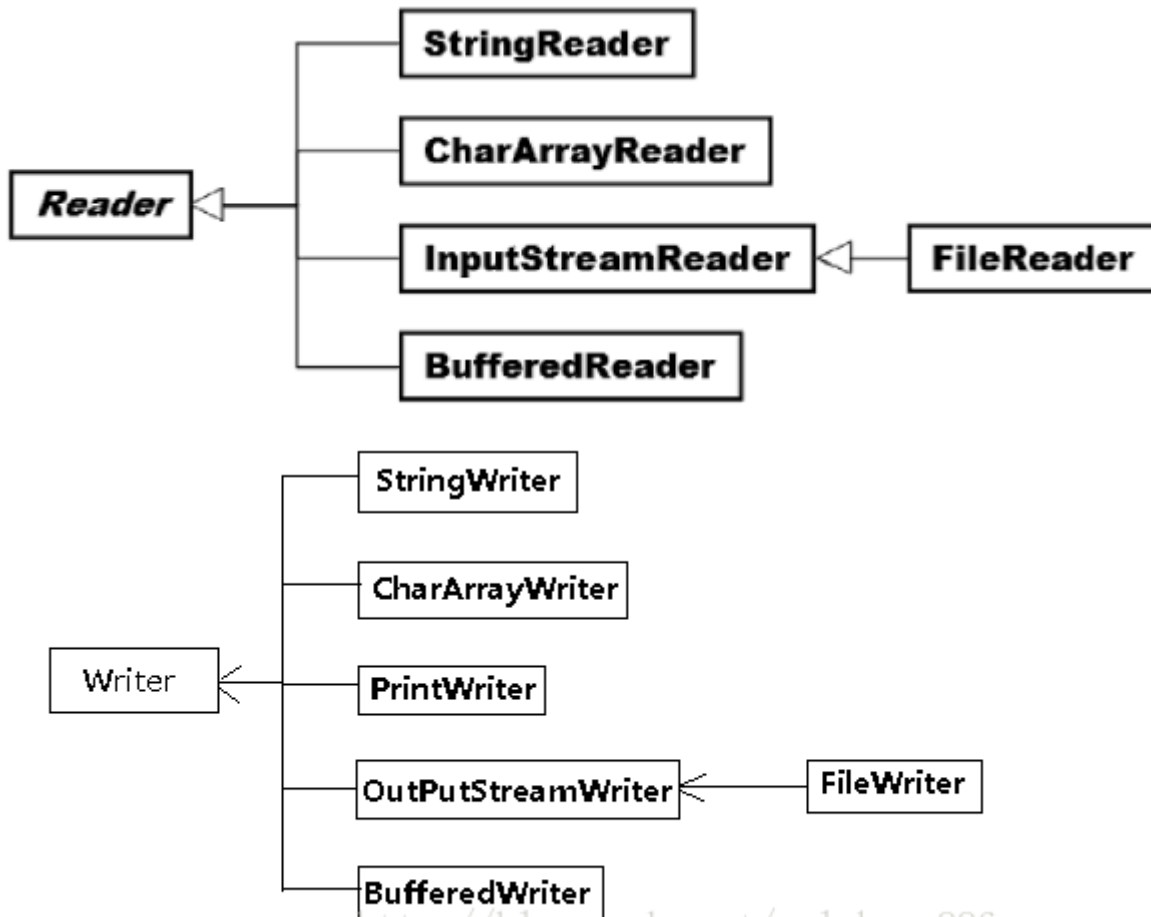 StringReader
CharArrayReader
Reader
InputStreamReader
FileReader
BufferedReader
StringWriter
CharArrayWriter
Writer
PrintWriter
OutPutStreamWriter
FileWriter
BufferedWriter